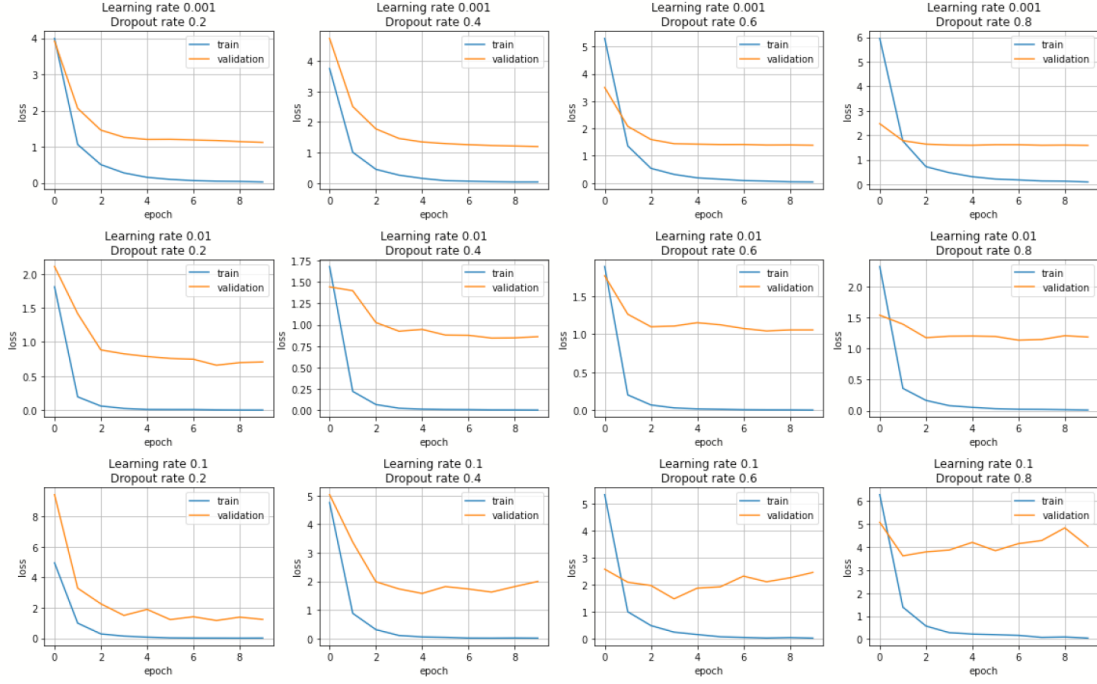 Learning rate 0.001
Dropout rate 0.2
4
3
2
1
0
loss
train
validation
0
2
4
6
8
epoch
Learning rate 0.001
Dropout rate 0.4
4
3
2
1
0
loss
train
validation
0
2
4
6
8
epoch
Learning rate 0.001
Dropout rate 0.6
5
4
3
2
1
0
loss
train
validation
0
2
4
6
8
epoch
Learning rate 0.001
Dropout rate 0.8
6
5
4
3
2
1
0
loss
train
validation
0
2
4
6
8
epoch
Learning rate 0.01
Dropout rate 0.2
2.0
1.5
1.0
0.5
0.0
loss
train
validation
0
2
4
6
8
epoch
Learning rate 0.01
Dropout rate 0.4
1.75
1.50
1.25
1.00
0.75
0.50
0.25
0.00
loss
train
validation
0
2
4
6
8
epoch
Learning rate 0.01
Dropout rate 0.6
1.5
1.0
0.5
0.0
loss
train
validation
0
2
4
6
8
epoch
Learning rate 0.01
Dropout rate 0.8
2.0
1.5
1.0
0.5
0.0
loss
train
validation
0
2
4
6
8
epoch
Learning rate 0.1
Dropout rate 0.2
8
6
4
2
0
loss
train
validation
0
2
4
6
8
epoch
Learning rate 0.1
Dropout rate 0.4
5
4
3
2
1
0
loss
train
validation
0
2
4
6
8
epoch
Learning rate 0.1
Dropout rate 0.6
5
4
3
2
1
0
loss
train
validation
0
2
4
6
8
epoch
Learning rate 0.1
Dropout rate 0.8
6
5
4
3
2
1
0
loss
train
validation
0
2
4
6
8
epoch